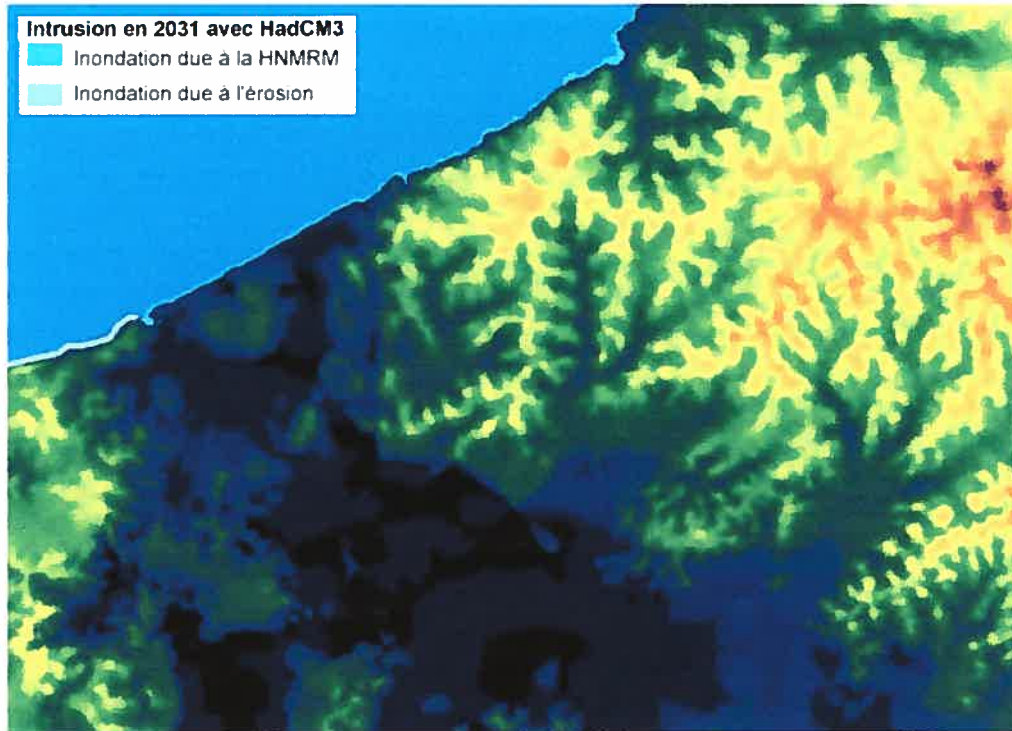 Intrusion en 2031 avec HadCM3
Inondation due à la HNMRM
Inondation due à l'érosion